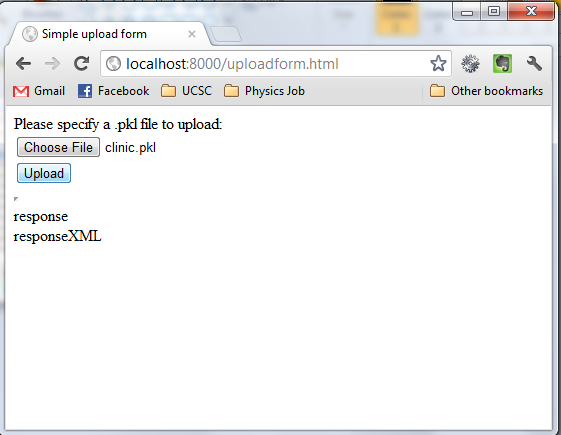 Simple upload form
localhost:8000/uploadform.html
Gmail Facebook UCSC Physics Job Other bookmarks
Please specify a .pkl file to upload:
Choose File clinic.pkl
Upload
response
responseXML